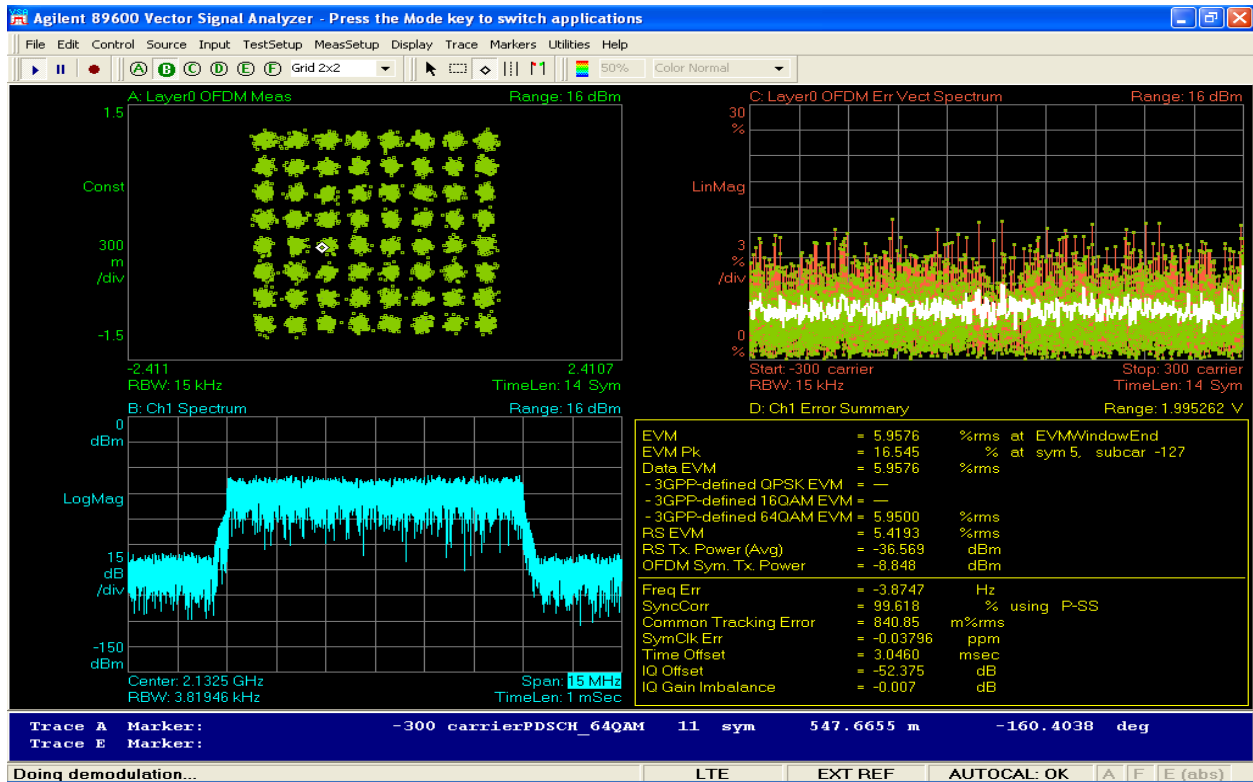 Agilent 89600 Vector Signal Analyzer - Press the Mode key to switch applications
File Edit Control Source Input TestSetup MeasSetup Display Trace Markers Utilities Help
A B C D E F Grid 2x2 50% Color Normal
A: Layer0 OFDM Meas Range: 16 dBm
1.5
Const
300
m
/div
-1.5
-2.411 2.4107
RBW: 15 kHz TimeLen: 14 Sym
C: Layer0 OFDM Err Vect Spectrum Range: 16 dBm
30
%
LinMag
3
%
/div
0
%
Start: -300 carrier Stop: 300 carrier
RBW: 15 kHz TimeLen: 14 Sym
B: Ch1 Spectrum Range: 16 dBm
0
dBm
LogMag
15
dB
/div
-150
dBm
Center: 2.1325 GHz Span: 15 MHz
RBW: 3.81946 kHz TimeLen: 1 mSec
D: Ch1 Error Summary Range: 1.995262 V
EVM = 5.9576 %rms at EVMWindowEnd
EVM Pk = 16.545 % at sym 5, subcar -127
Data EVM = 5.9576 %rms
- 3GPP-defined QPSK EVM = —
- 3GPP-defined 16QAM EVM = —
- 3GPP-defined 64QAM EVM = 5.9500 %rms
RS EVM = 5.4193 %rms
RS Tx. Power (Avg) = -36.569 dBm
OFDM Sym. Tx. Power = -8.848 dBm
Freq Err = -3.8747 Hz
SyncCorr = 99.618 % using P-SS
Common Tracking Error = 840.85 m%rms
SymClk Err = -0.03796 ppm
Time Offset = 3.0460 msec
IQ Offset = -52.375 dB
IQ Gain Imbalance = -0.007 dB
Trace A Marker: -300 carrierPDSCH_64QAM 11 sym 547.6655 m -160.4038 deg
Trace E Marker:
Doing demodulation... LTE EXT REF AUTOCAL: OK A F E (abs)